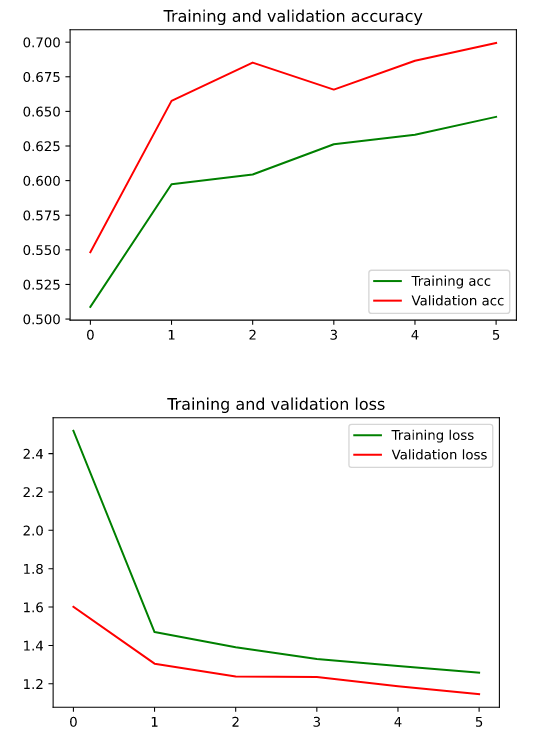 Training and validation accuracy
0.700
0.675
0.650
0.625
0.600
0.575
0.550
0.525
0.500
Training acc
Validation acc
0 1 2 3 4 5
Training and validation loss
2.4
2.2
2.0
1.8
1.6
1.4
1.2
Training loss
Validation loss
0 1 2 3 4 5